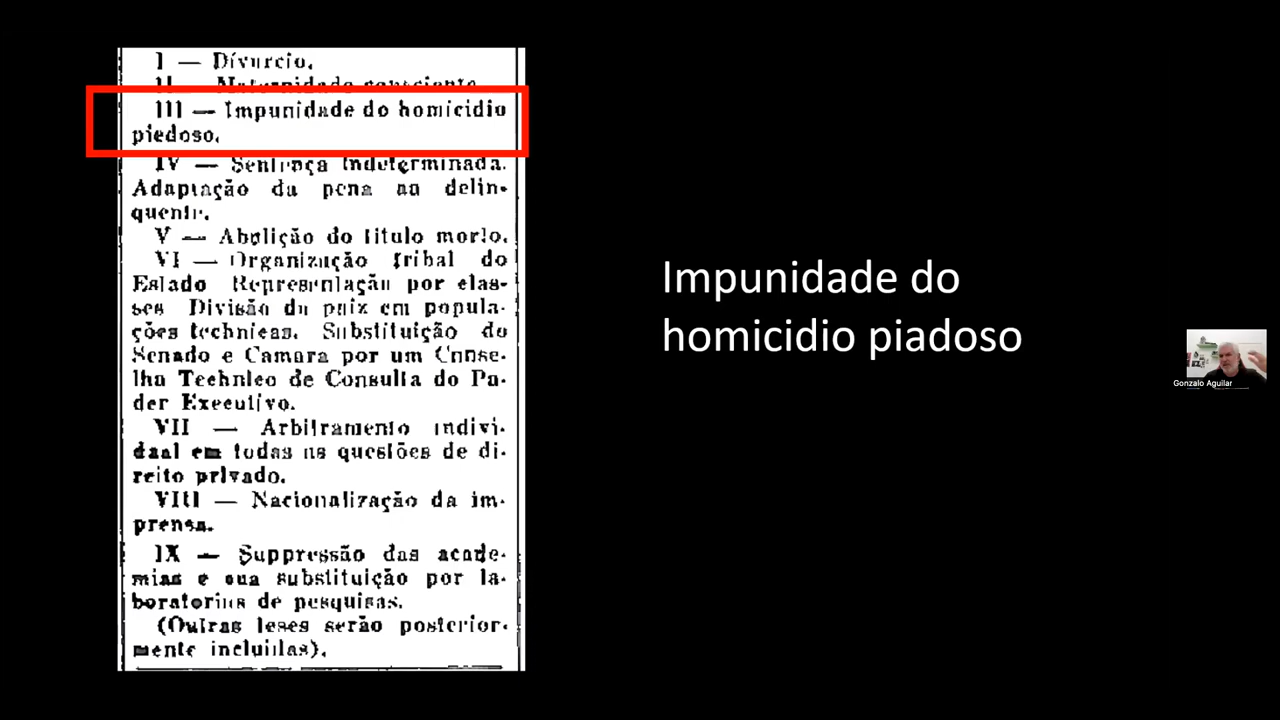 I — Divurcio.
II — Maternidade consciente.
III — Impunidade do homicidio
piedoso.
IV — Sentença indeterminada.
Adaptação da pena ao delin-
quente.
V — Abolição do titulo morto.
VI — Organização tribal do
Estado Representação por clas-
ses Divisão do paiz em popula-
ções technicas. Substituição do
Senado e Camara por um Conse-
lho Technico de Consulta do Po-
der Executivo.
VII — Arbitramento indivi-
dual em todas as questões de di-
reito privado.
VIII — Nacionalização da im-
prensa.
IX — Suppressão das acade-
mias e sua substituição por la-
boratorios de pesquisas.
(Outras teses serão posterior-
mente incluidas).
Impunidade do
homicidio piadoso
Gonzalo Aguilar